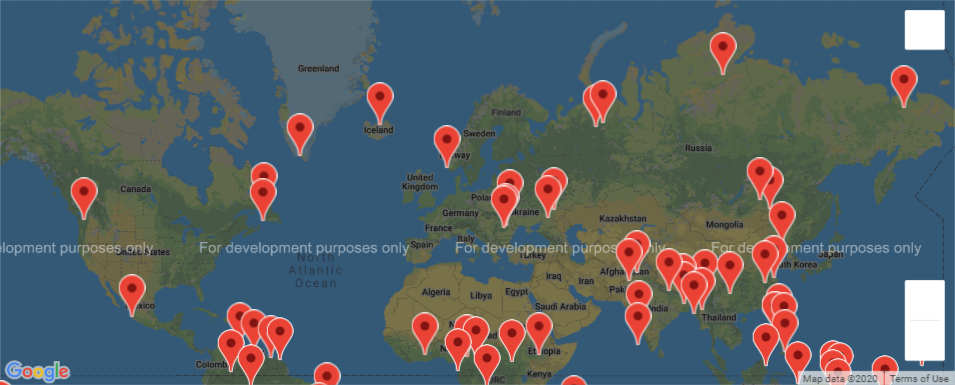 Greenland
Iceland
Finland
Sweden
Norway
Russia
United
Kingdom
Canada
Poland
Germany
Ukraine
France
Kazakhstan
Mongolia
Italy
Spain
Turkey
United States
elopment purposes only
For development purposes only
For development purposes only
For development purposes only
North
Atlantic
Ocean
Japan
South Korea
Afghanistan
Iraq
Iran
Algeria
Libya
Egypt
Saudi Arabia
India
Mexico
Thailand
Ethiopia
Colombia
Kenya
DRC
Google
Map data ©2020
Terms of Use